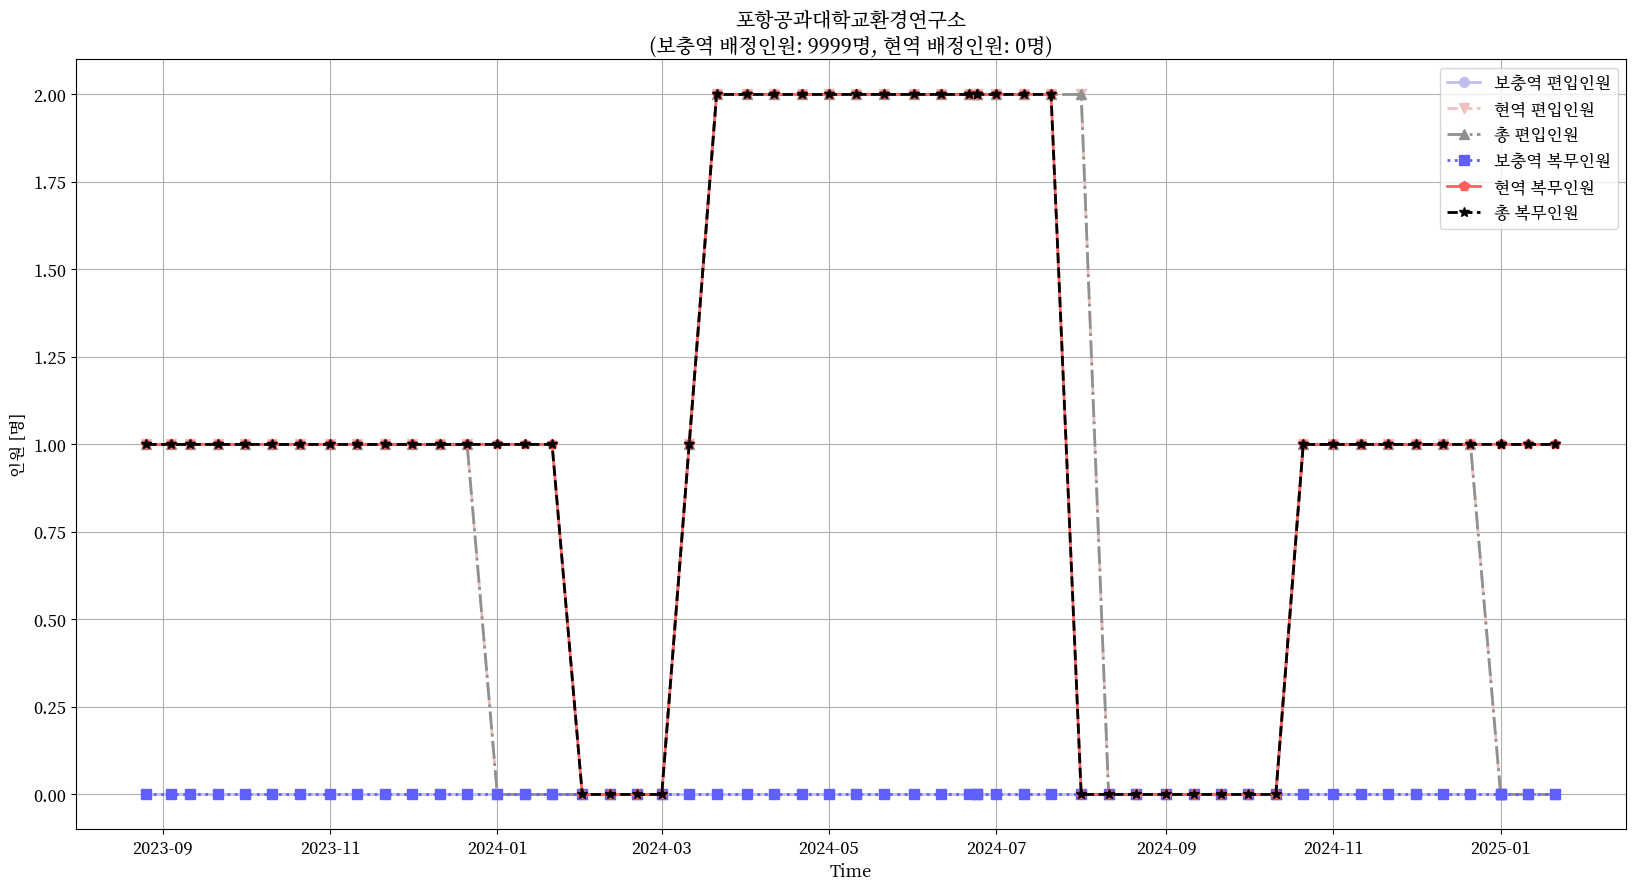 포항공과대학교환경연구소
(보충역 배정인원: 9999명, 현역 배정인원: 0명)
보충역 편입인원
현역 편입인원
총 편입인원
보충역 복무인원
현역 복무인원
총 복무인원
인원 [명]
2.00
1.75
1.50
1.25
1.00
0.75
0.50
0.25
0.00
2023-09
2023-11
2024-01
2024-03
2024-05
2024-07
2024-09
2024-11
2025-01
Time